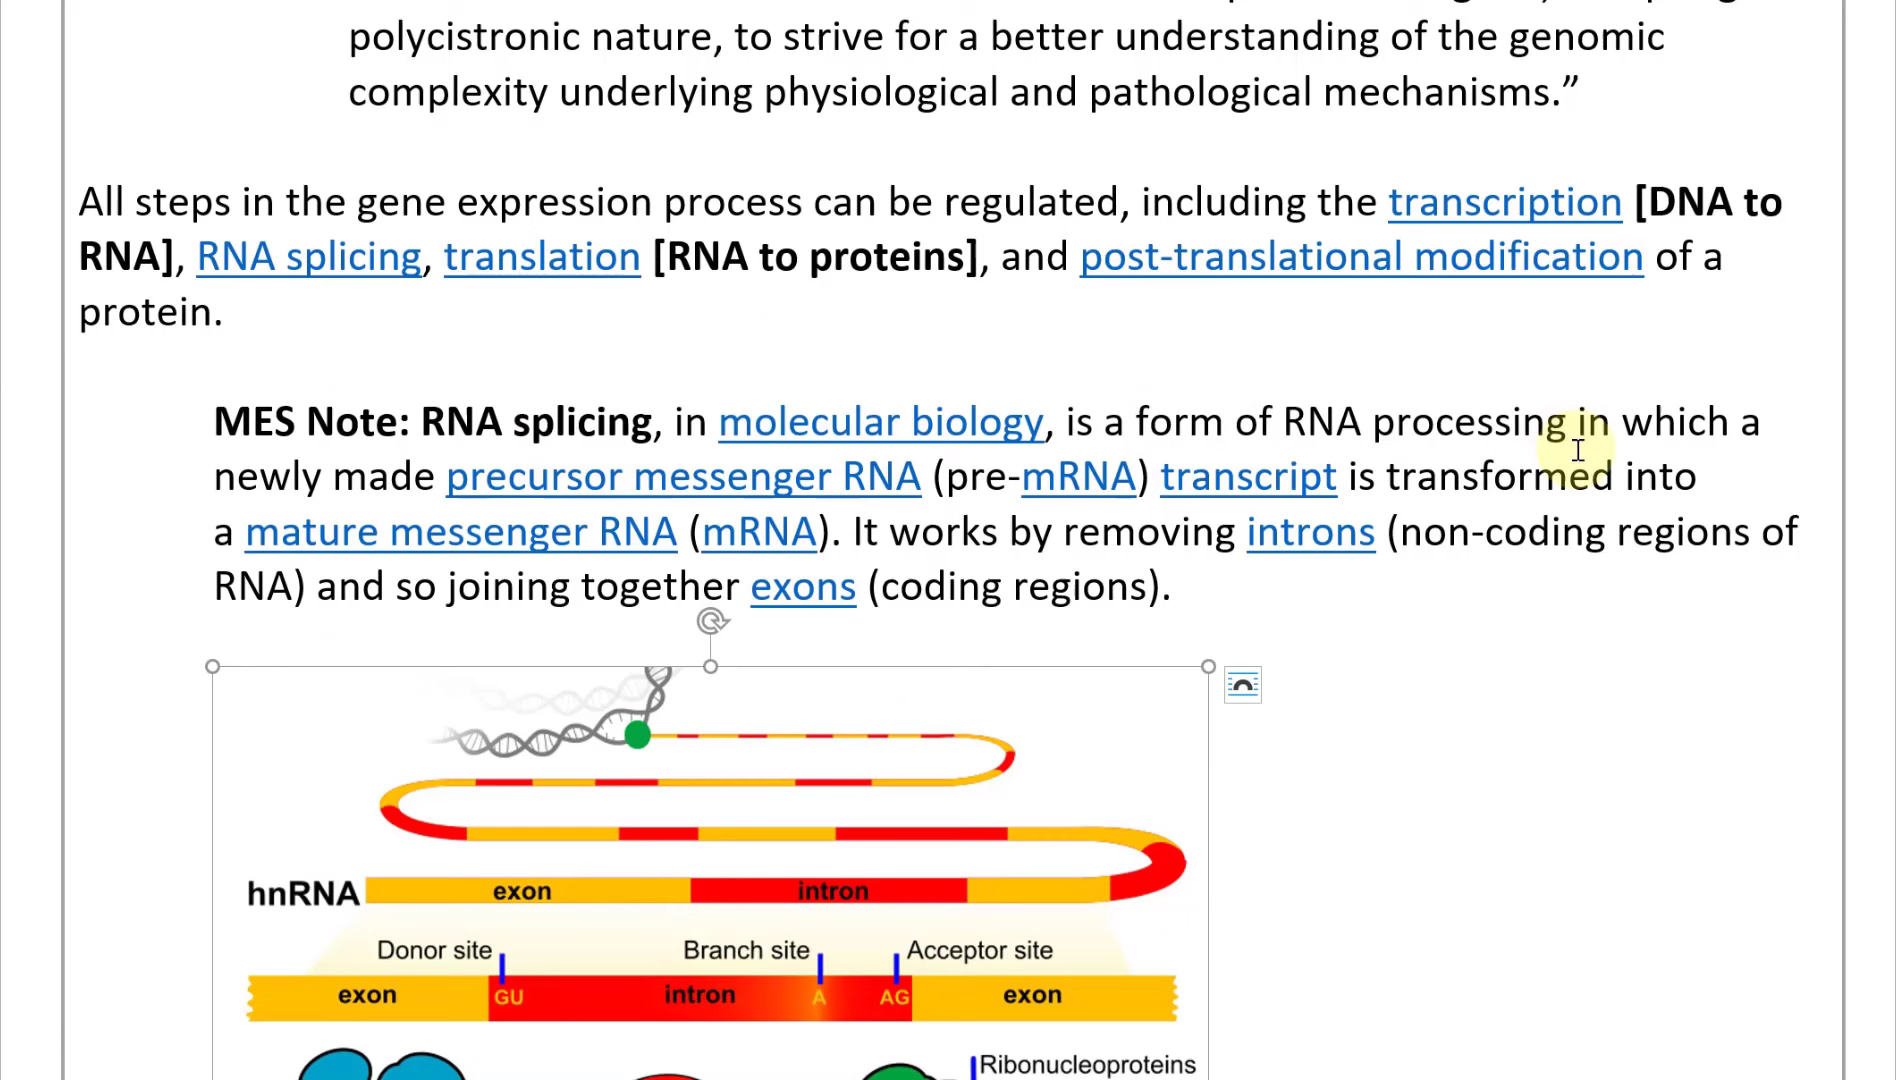 polycistronic nature, to strive for a better understanding of the genomic
complexity underlying physiological and pathological mechanisms.”
All steps in the gene expression process can be regulated, including the transcription [DNA to
RNA], RNA splicing, translation [RNA to proteins], and post-translational modification of a
protein.
MES Note: RNA splicing, in molecular biology, is a form of RNA processing in which a
newly made precursor messenger RNA (pre-mRNA) transcript is transformed into
a mature messenger RNA (mRNA). It works by removing introns (non-coding regions of
RNA) and so joining together exons (coding regions).
hnRNA exon intron
Donor site Branch site Acceptor site
exon GU intron A AG exon
Ribonucleoproteins